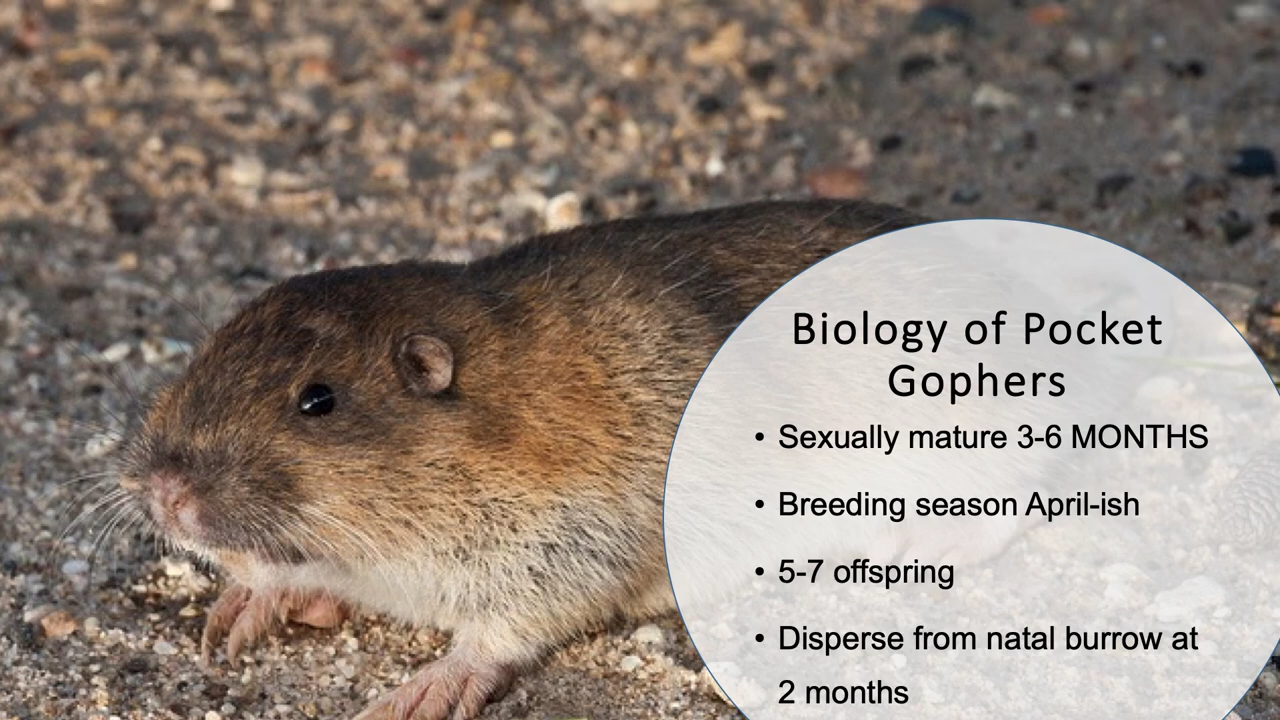 Biology of Pocket
Gophers
• Sexually mature 3-6 MONTHS
• Breeding season April-ish
• 5-7 offspring
• Disperse from natal burrow at
2 months